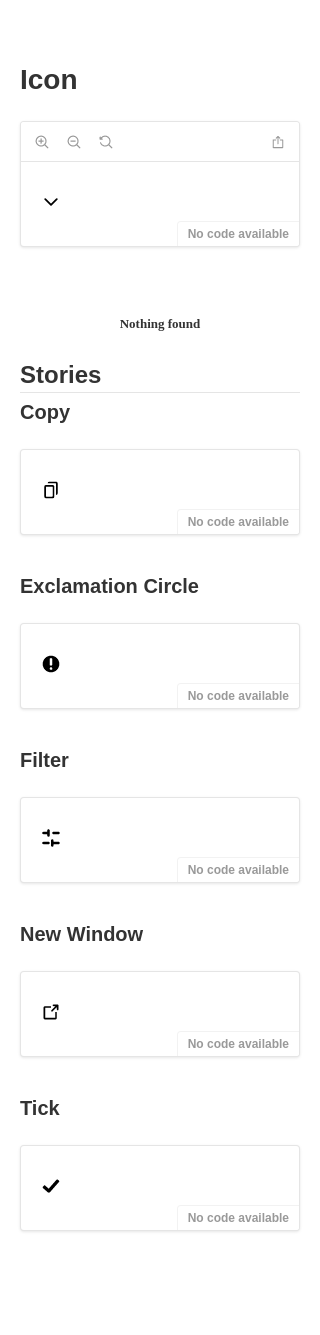 Icon
No code available
Nothing found
Stories
Copy
No code available
Exclamation Circle
No code available
Filter
No code available
New Window
No code available
Tick
No code available